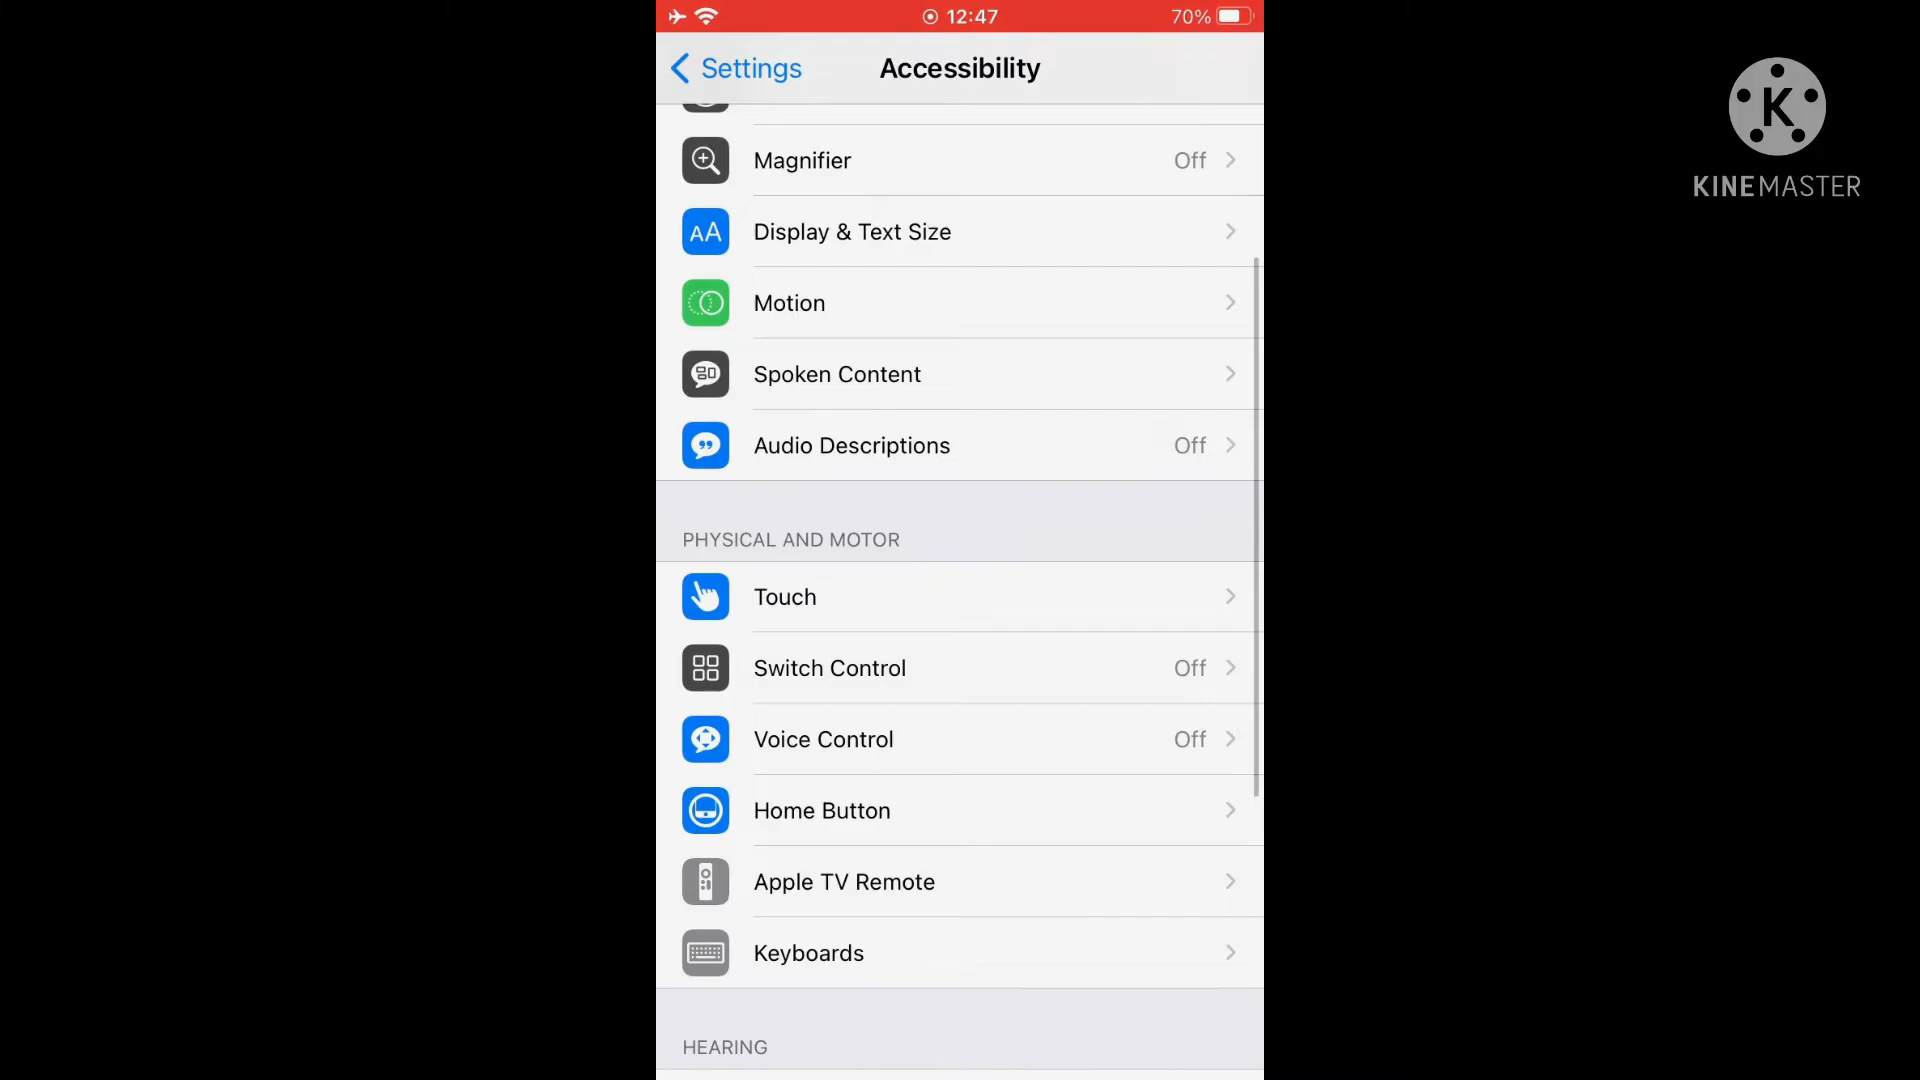 12:47
70%
Settings
Accessibility
K
KINEMASTER
Magnifier Off
AA Display & Text Size
Motion
Spoken Content
Audio Descriptions Off
PHYSICAL AND MOTOR
Touch
Switch Control Off
Voice Control Off
Home Button
Apple TV Remote
Keyboards
HEARING